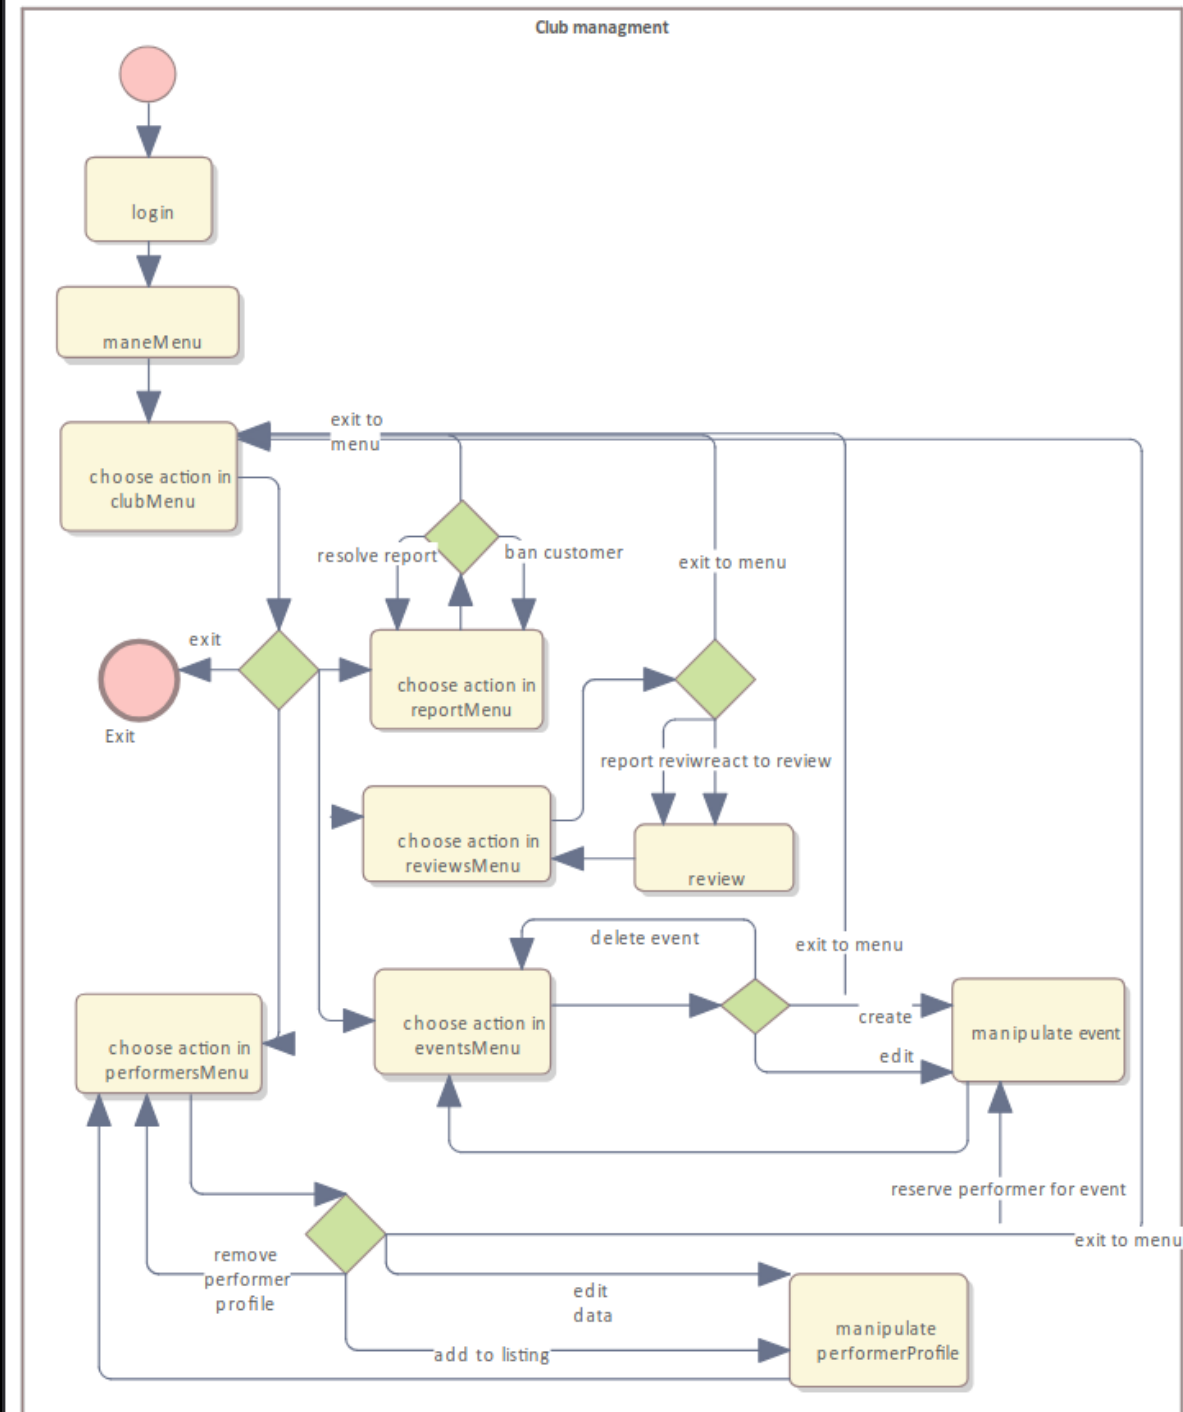 Club managment
login
maneMenu
exit to
menu
choose action in
clubMenu
resolve report
ban customer
exit to menu
exit
choose action in
reportMenu
Exit
report reviwreact to review
choose action in
reviewsMenu
review
delete event
exit to menu
create
choose action in
eventsMenu
manipulate event
edit
choose action in
performersMenu
reserve performer for event
exit to menu
remove
performer
profile
edit
data
manipulate
performerProfile
add to listing